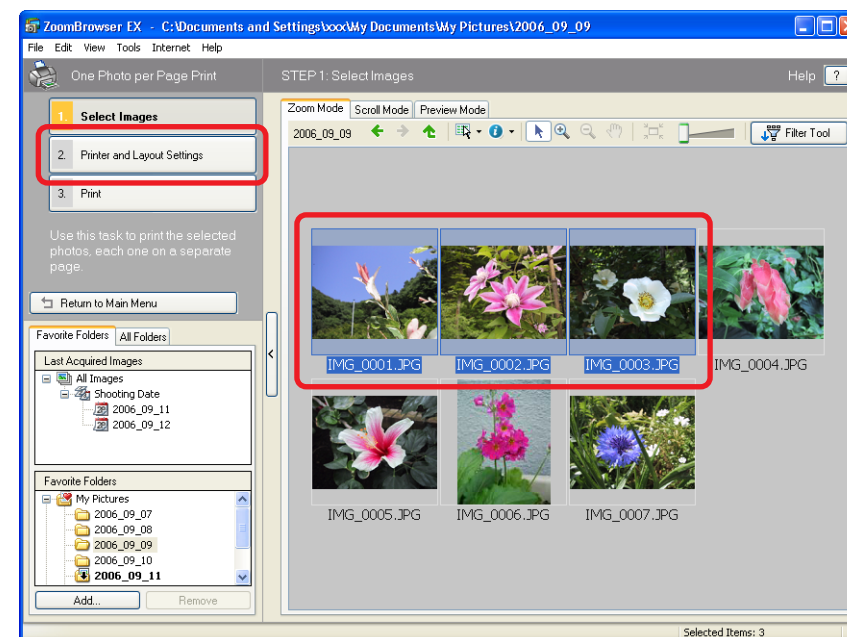 ZoomBrowser EX - C:\Documents and Settings\xxx\My Documents\My Pictures\2006_09_09
File Edit View Tools Internet Help
One Photo per Page Print
STEP 1: Select Images
Help ?
1. Select Images
2. Printer and Layout Settings
3. Print
Use this task to print the selected
photos, each one on a separate
page.
Return to Main Menu
Favorite Folders All Folders
Last Acquired Images
All Images
Shooting Date
2006_09_11
2006_09_12
Favorite Folders
My Pictures
2006_09_07
2006_09_08
2006_09_09
2006_09_10
2006_09_11
Add... Remove
Zoom Mode Scroll Mode Preview Mode
2006_09_09
Filter Tool
IMG_0001.JPG IMG_0002.JPG IMG_0003.JPG IMG_0004.JPG
IMG_0005.JPG IMG_0006.JPG IMG_0007.JPG
Selected Items: 3